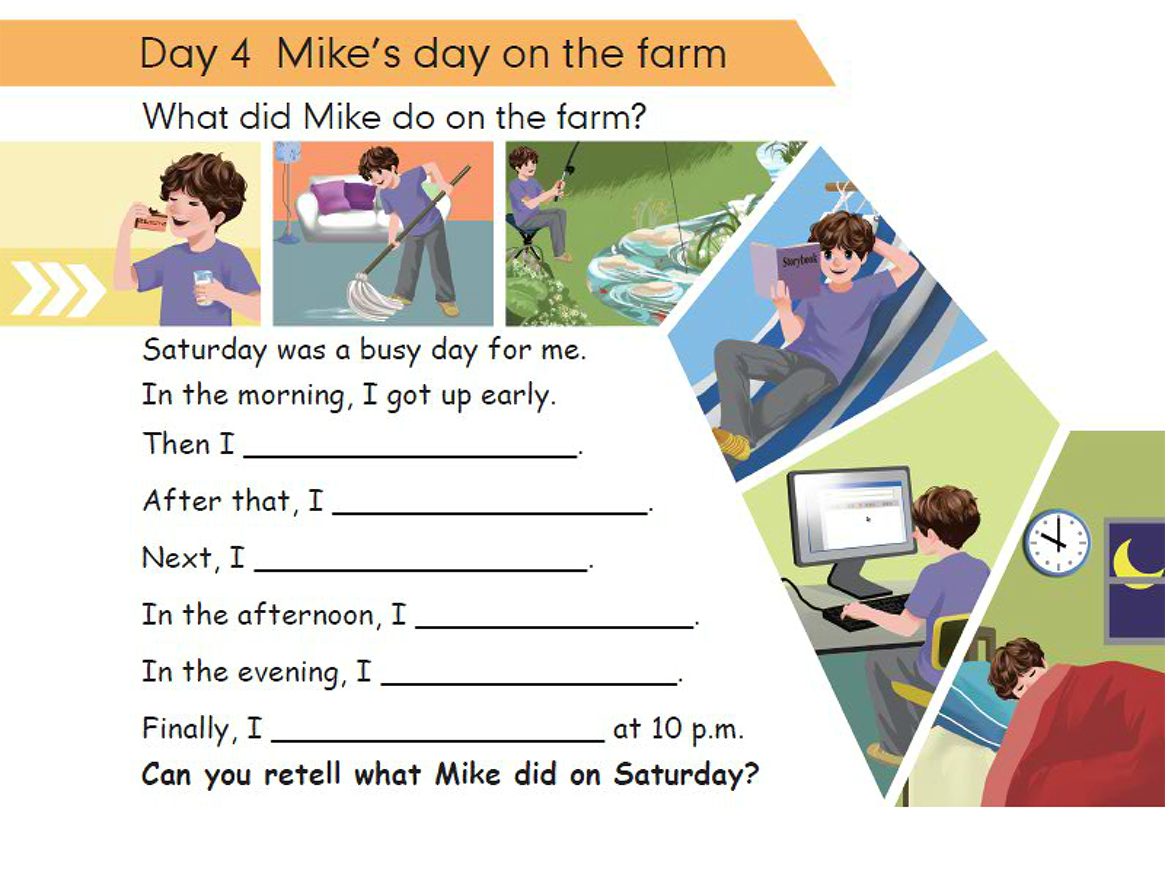 Day 4 Mike's day on the farm
What did Mike do on the farm?
Storybook
Saturday was a busy day for me.
In the morning, I got up early.
Then I ____________________.
After that, I ____________________.
Next, I ____________________.
In the afternoon, I ____________________.
In the evening, I ____________________.
Finally, I ____________________ at 10 p.m.
Can you retell what Mike did on Saturday?